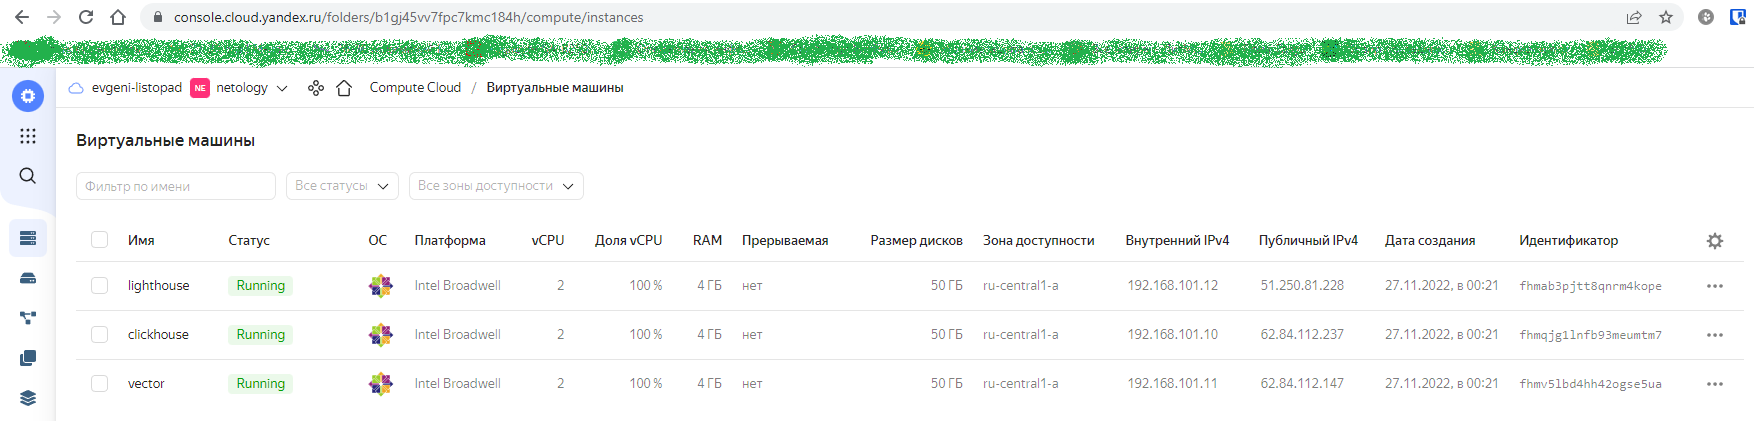 console.cloud.yandex.ru/folders/b1gj45vv7fpc7kmc184h/compute/instances
evgeni-listopad NE netology Compute Cloud / Виртуальные машины
Виртуальные машины
Фильтр по имени Все статусы Все зоны доступности
Имя Статус ОС Платформа vCPU Доля vCPU RAM Прерываемая Размер дисков Зона доступности Внутренний IPv4 Публичный IPv4 Дата создания Идентификатор
lighthouse Running Intel Broadwell 2 100 % 4 ГБ нет 50 ГБ ru-central1-a 192.168.101.12 51.250.81.228 27.11.2022, в 00:21 fhmab3pjtt8qnrm4kope
clickhouse Running Intel Broadwell 2 100 % 4 ГБ нет 50 ГБ ru-central1-a 192.168.101.10 62.84.112.237 27.11.2022, в 00:21 fhmqjg1lnfb93meumtm7
vector Running Intel Broadwell 2 100 % 4 ГБ нет 50 ГБ ru-central1-a 192.168.101.11 62.84.112.147 27.11.2022, в 00:21 fhmv5lbd4hh42ogse5ua